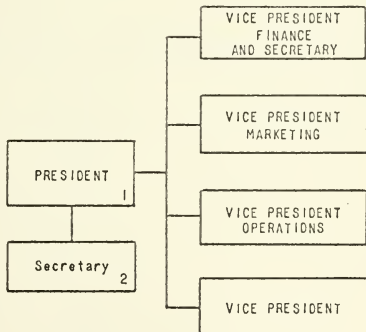 VICE PRESIDENT
FINANCE
AND SECRETARY
VICE PRESIDENT
MARKETING
PRESIDENT
1
VICE PRESIDENT
OPERATIONS
Secretary
2
VICE PRESIDENT